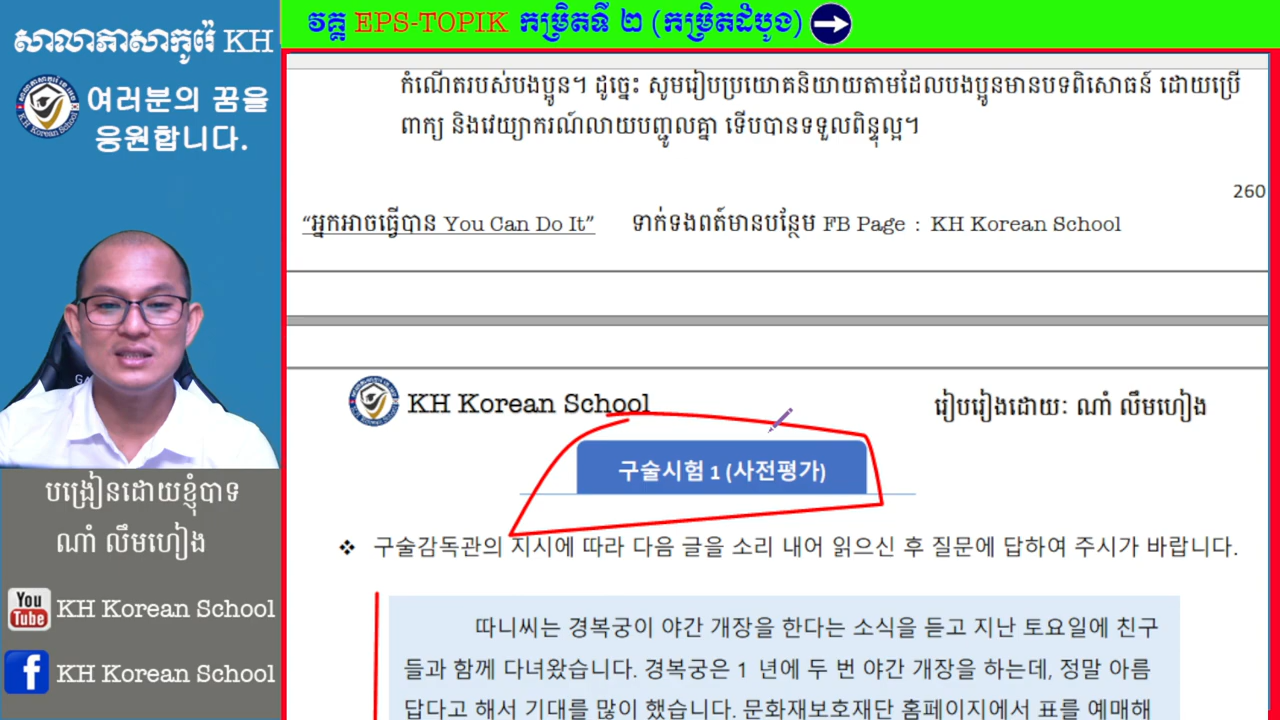 សាលាភាសាកូរ៉េ KH
여러분의 꿈을
응원합니다.
វគ្គ EPS-TOPIK កម្រិតទី ២ (កម្រិតដំបូង)
កំណើតរបស់បងប្អូន។ ដូច្នេះ សូមរៀបប្រយោគនិយាយតាមដែលបងប្អូនមានបទពិសោធន៍ ដោយប្រើ
ពាក្យ និងវេយ្យាករណ៍លាយបញ្ចូលគ្នា ទើបបានទទួលពិន្ទុល្អ។
260
“អ្នកអាចធ្វើបាន You Can Do It” ទាក់ទងពត៍មានបន្ថែម FB Page : KH Korean School
KH Korean School
រៀបរៀងដោយ: ណាំ លឹមហៀង
구술시험 1 (사전평가)
❖ 구술감독관의 지시에 따라 다음 글을 소리 내어 읽으신 후 질문에 답하여 주시가 바랍니다.
따니씨는 경복궁이 야간 개장을 한다는 소식을 듣고 지난 토요일에 친구
들과 함께 다녀왔습니다. 경복궁은 1 년에 두 번 야간 개장을 하는데, 정말 아름
답다고 해서 기대를 많이 했습니다. 문화재보호재단 홈페이지에서 표를 예매해
បង្រៀនដោយខ្ញុំបាទ
ណាំ លឹមហៀង
You Tube KH Korean School
f KH Korean School